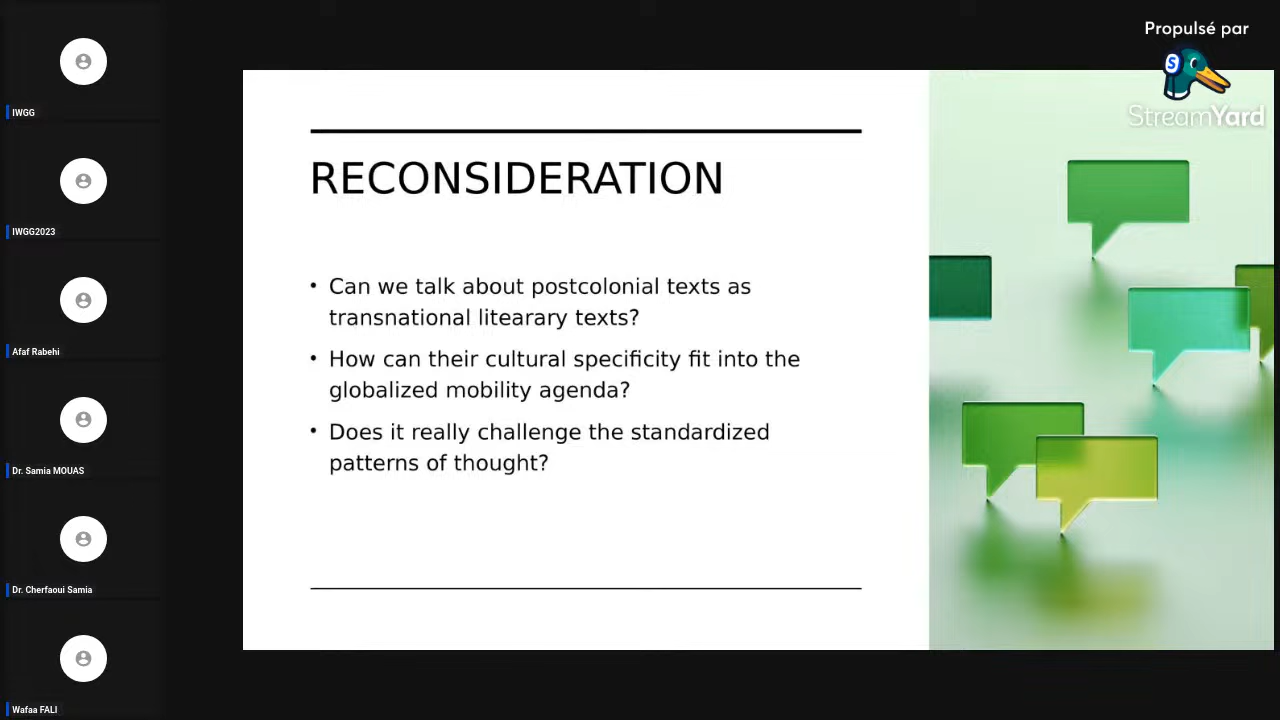 Propulsé par
StreamYard
IWGG
IWGG2023
Afaf Rabehi
Dr. Samia MOUAS
Dr. Cherfaoui Samia
Wafaa FALI
RECONSIDERATION
• Can we talk about postcolonial texts as
transnational litearary texts?
• How can their cultural specificity fit into the
globalized mobility agenda?
• Does it really challenge the standardized
patterns of thought?